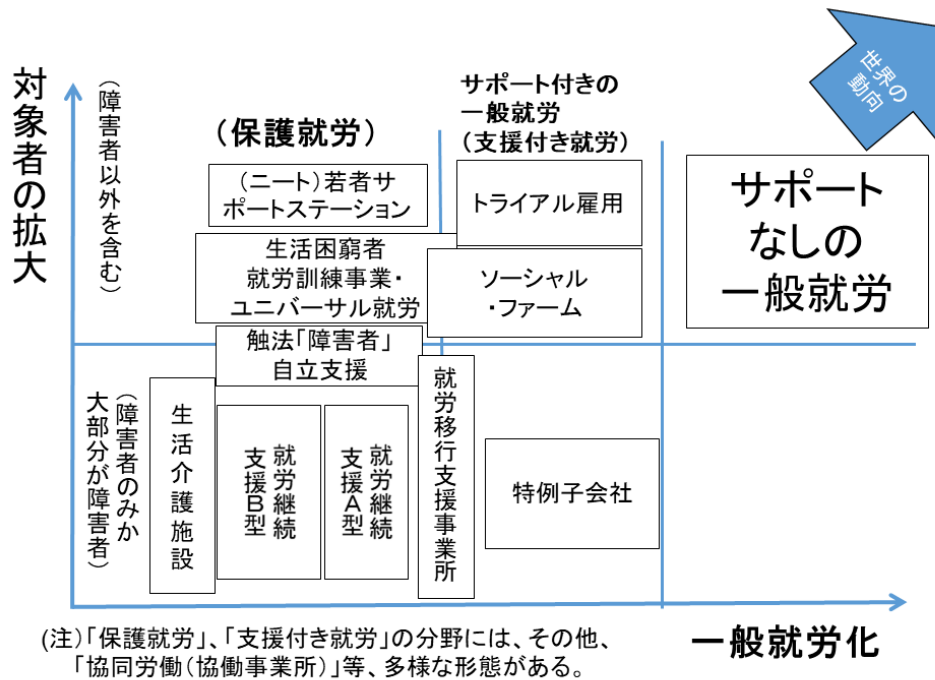 世界の
動向
対象者の拡大
(障害者以外を含む)
(障害者のみか
大部分が障害者)
(保護就労)
サポート付きの
一般就労
(支援付き就労)
(ニート)若者サ
ポートステーション
トライアル雇用
サポート
なしの
一般就労
生活困窮者
就労訓練事業・
ユニバーサル就労
ソーシャル
・ファーム
触法「障害者」
自立支援
生活介護施設
就労継続
支援B型
就労継続
支援A型
就労移行支援事業所
特例子会社
一般就労化
(注)「保護就労」、「支援付き就労」の分野には、その他、
「協同労働(協働事業所)」等、多様な形態がある。